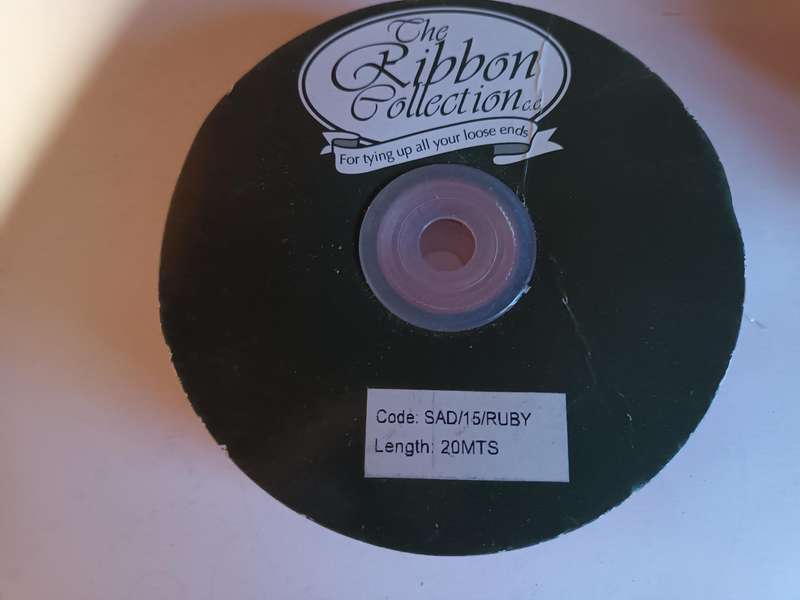 The
Ribbon
Collection c.c.
For tying up all your loose ends
Code: SAD/15/RUBY
Length: 20MTS